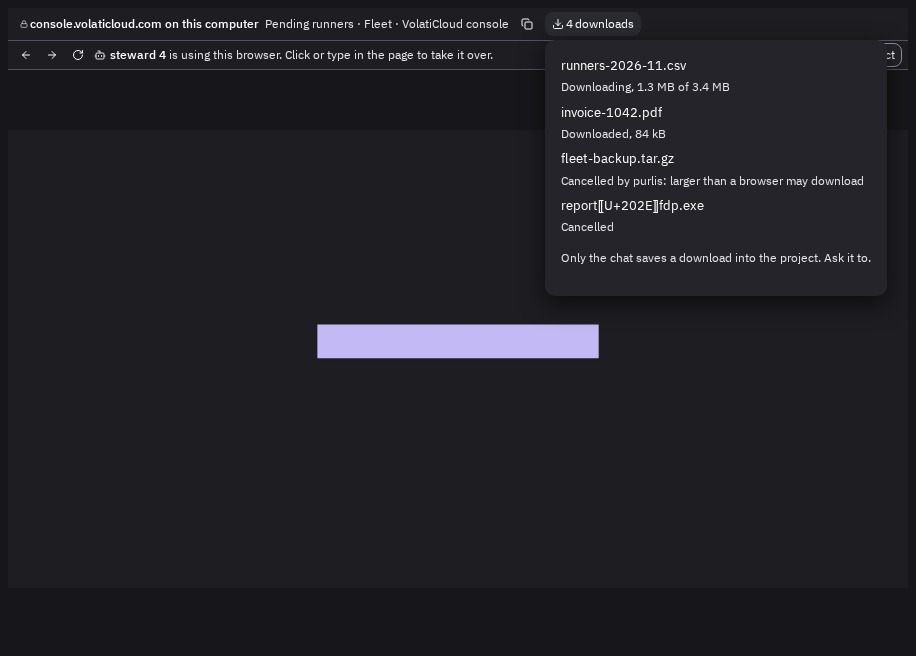 console.volaticloud.com on this computer Pending runners · Fleet · VolatiCloud console 4 downloads
steward 4 is using this browser. Click or type in the page to take it over.
ct
runners-2026-11.csv
Downloading, 1.3 MB of 3.4 MB
invoice-1042.pdf
Downloaded, 84 kB
fleet-backup.tar.gz
Cancelled by purlis: larger than a browser may download
report[U+202E]fdp.exe
Cancelled
Only the chat saves a download into the project. Ask it to.